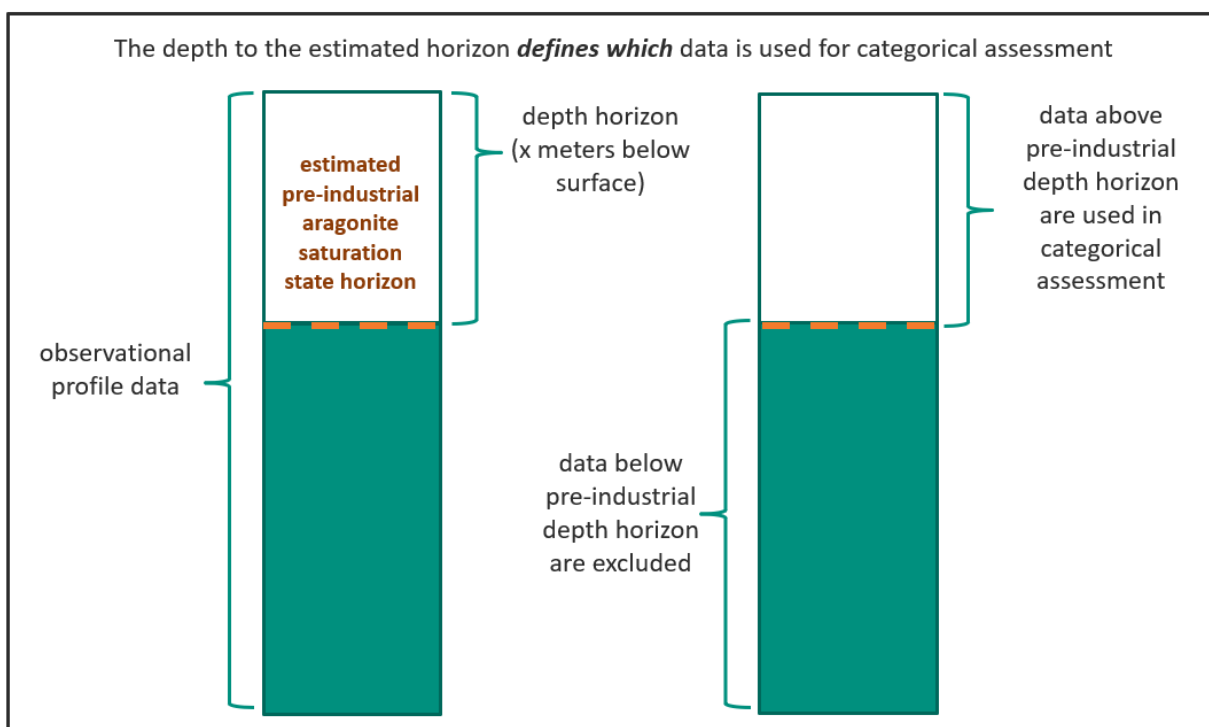 The depth to the estimated horizon defines which data is used for categorical assessment
observational
profile data
estimated
pre-industrial
aragonite
saturation
state horizon
depth horizon
(x meters below
surface)
data below
pre-industrial
depth horizon
are excluded
data above
pre-industrial
depth horizon
are used in
categorical
assessment